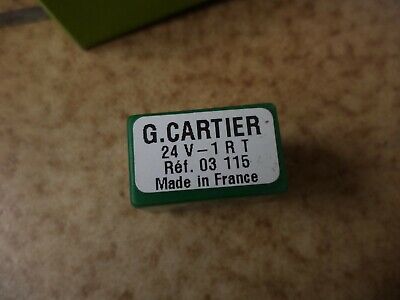 G.CARTIER
24 V - 1 R T
Réf. 03 115
Made in France